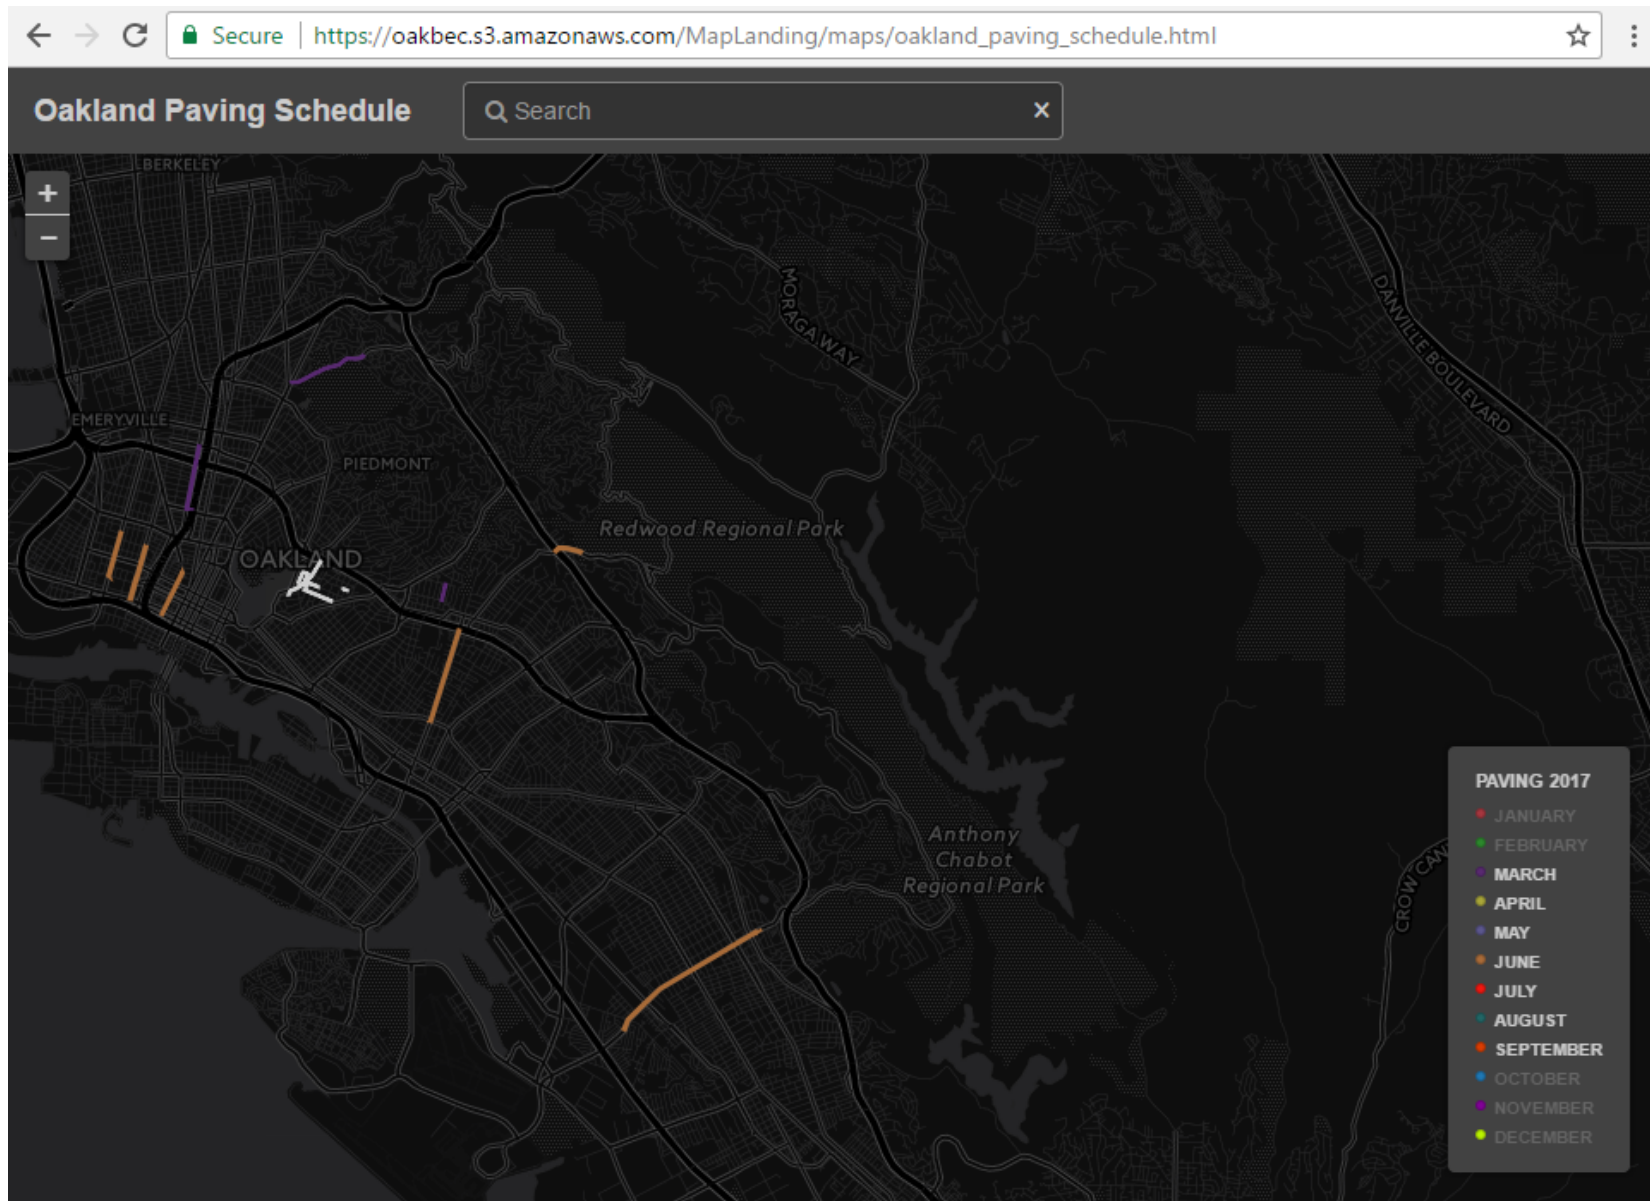 Secure https://oakbec.s3.amazonaws.com/MapLanding/maps/oakland_paving_schedule.html
Oakland Paving Schedule
Search
BERKELEY
+
−
MORAGA WAY
DANVILLE BOULEVARD
EMERYVILLE
PIEDMONT
Redwood Regional Park
OAKLAND
Anthony
Chabot
Regional Park
CROW CAN
PAVING 2017
JANUARY
FEBRUARY
MARCH
APRIL
MAY
JUNE
JULY
AUGUST
SEPTEMBER
OCTOBER
NOVEMBER
DECEMBER